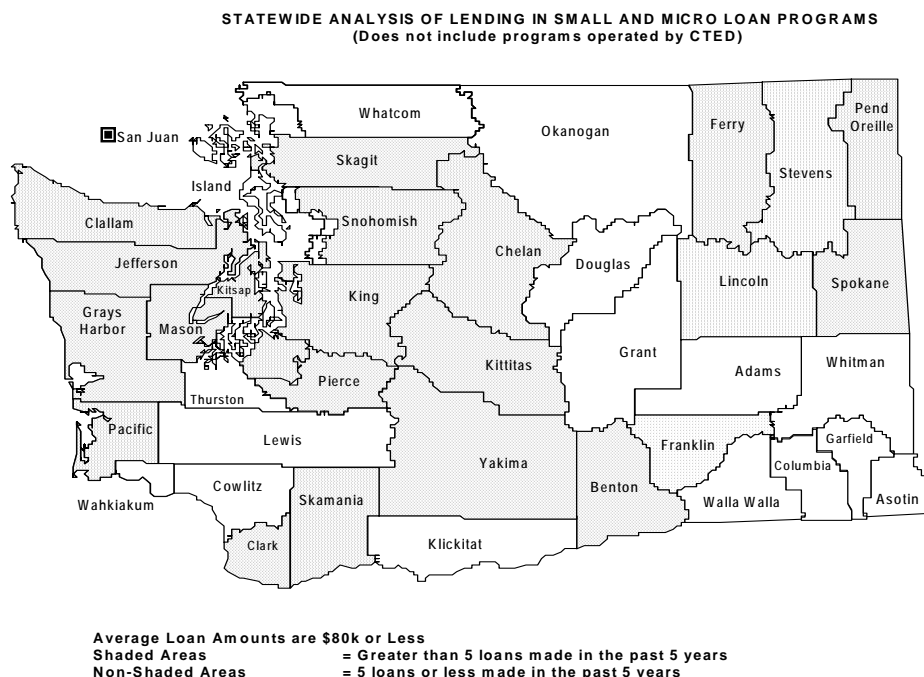 STATEWIDE ANALYSIS OF LENDING IN SMALL AND MICRO LOAN PROGRAMS
(Does not include programs operated by CTED)
Whatcom
Okanogan
Ferry
Pend
Oreille
San Juan
Skagit
Stevens
Island
Snohomish
Clallam
Chelan
Douglas
Jefferson
Lincoln
Spokane
Kitsap
King
Grays
Harbor
Mason
Grant
Kittitas
Adams
Whitman
Pierce
Thurston
Pacific
Lewis
Franklin
Garfield
Yakima
Columbia
Cowlitz
Skamania
Benton
Walla Walla
Asotin
Wahkiakum
Clark
Klickitat
Average Loan Amounts are $80k or Less
Shaded Areas = Greater than 5 loans made in the past 5 years
Non-Shaded Areas = 5 loans or less made in the past 5 years